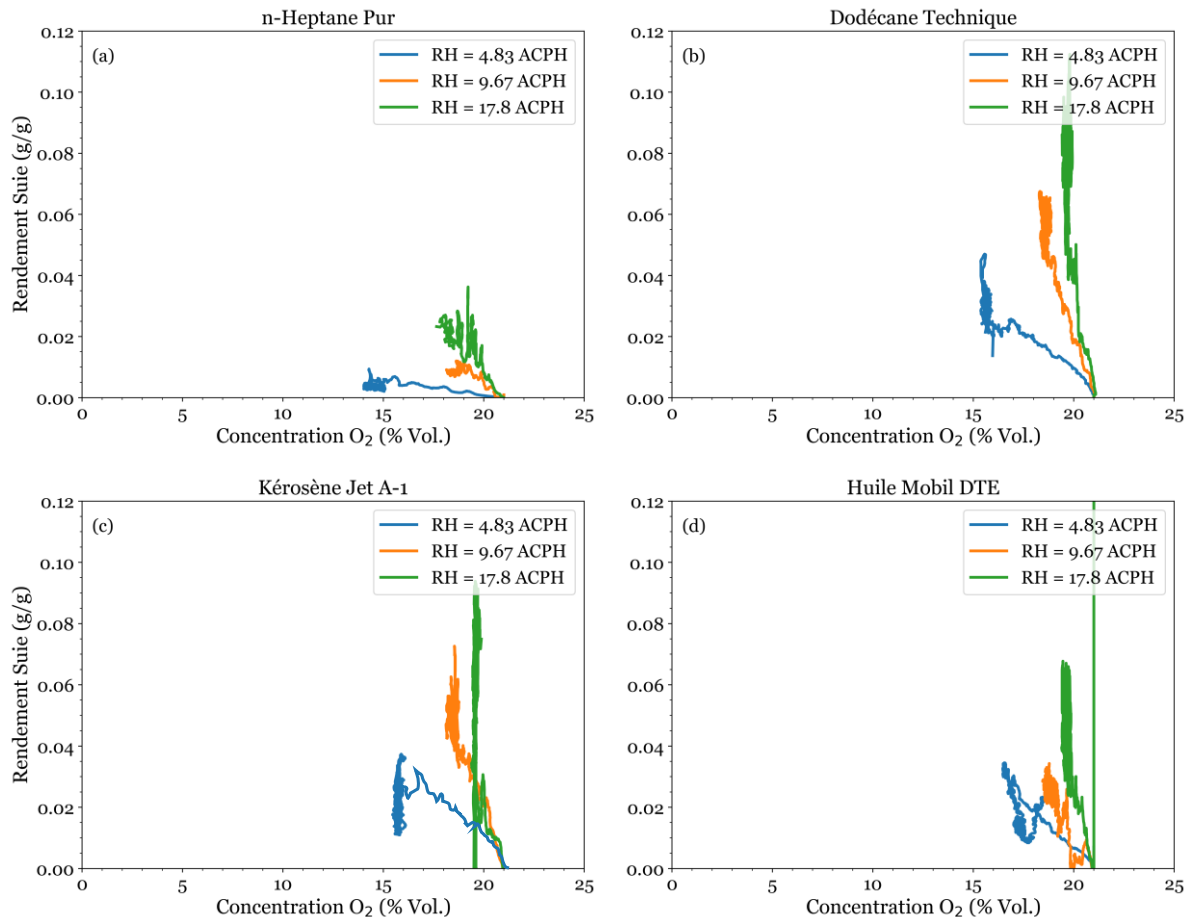 n-Heptane Pur
(a)
RH = 4.83 ACPH
RH = 9.67 ACPH
RH = 17.8 ACPH
0.12
0.10
0.08
0.06
0.04
0.02
0.00
Rendement Suie (g/g)
0 5 10 15 20 25
Concentration O₂ (% Vol.)
Dodécane Technique
(b)
RH = 4.83 ACPH
RH = 9.67 ACPH
RH = 17.8 ACPH
0.12
0.10
0.08
0.06
0.04
0.02
0.00
0 5 10 15 20 25
Concentration O₂ (% Vol.)
Kérosène Jet A-1
(c)
RH = 4.83 ACPH
RH = 9.67 ACPH
RH = 17.8 ACPH
0.12
0.10
0.08
0.06
0.04
0.02
0.00
Rendement Suie (g/g)
0 5 10 15 20 25
Concentration O₂ (% Vol.)
Huile Mobil DTE
(d)
RH = 4.83 ACPH
RH = 9.67 ACPH
RH = 17.8 ACPH
0.12
0.10
0.08
0.06
0.04
0.02
0.00
0 5 10 15 20 25
Concentration O₂ (% Vol.)